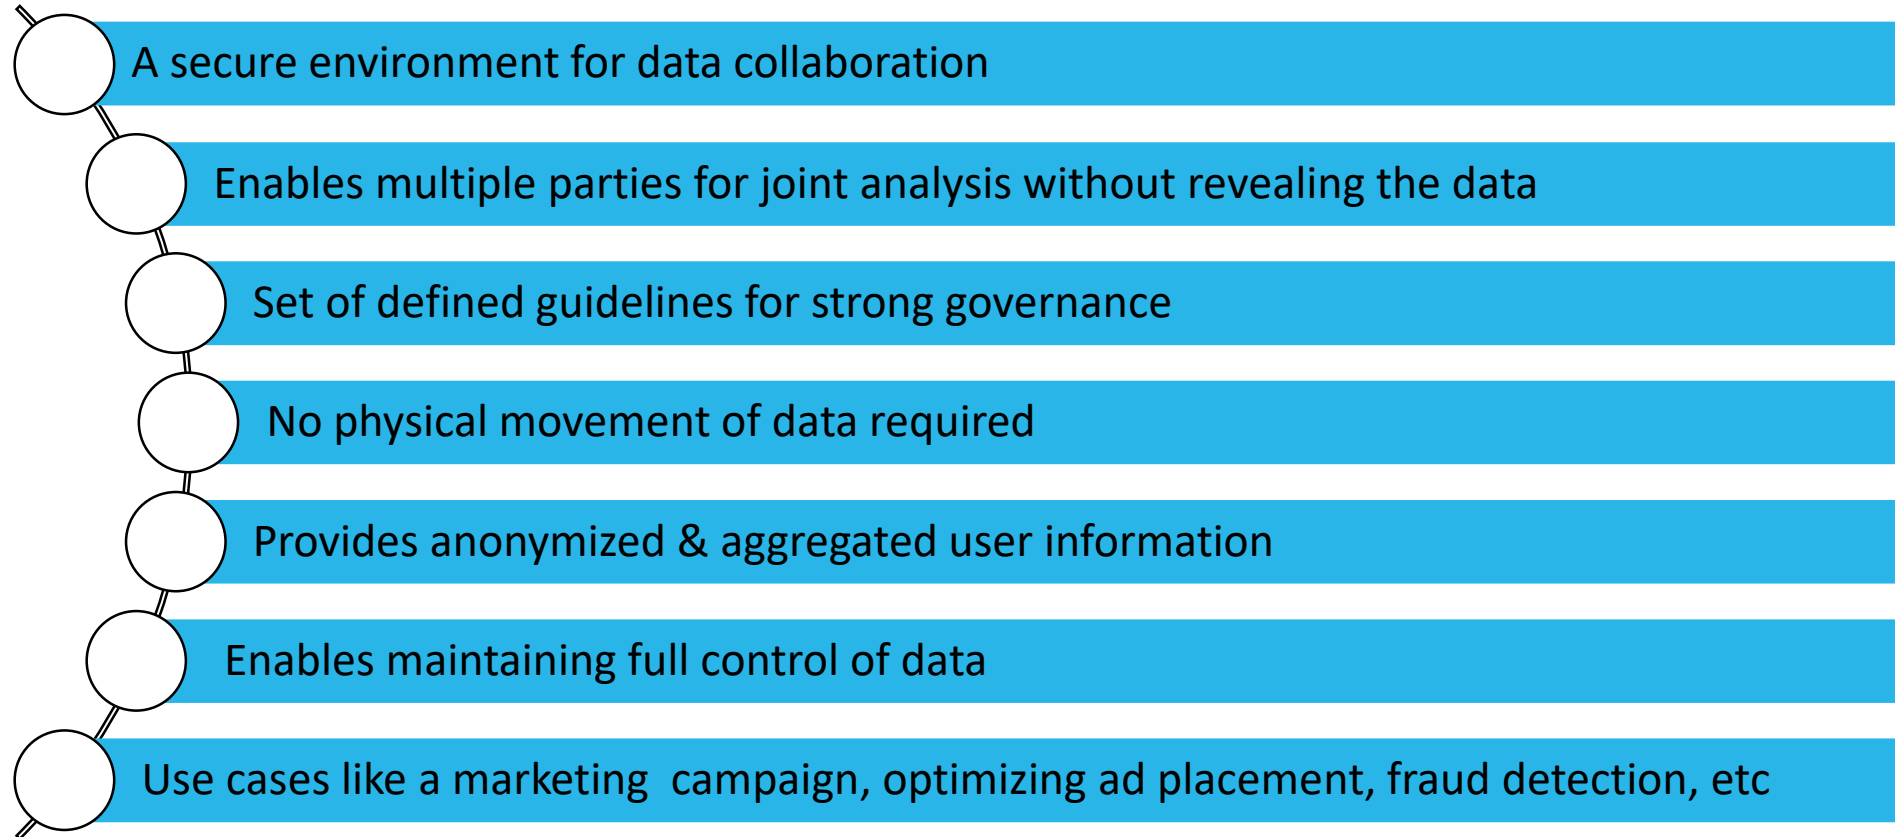 A secure environment for data collaboration
Enables multiple parties for joint analysis without revealing the data
Set of defined guidelines for strong governance
No physical movement of data required
Provides anonymized & aggregated user information
Enables maintaining full control of data
Use cases like a marketing  campaign, optimizing ad placement, fraud detection, etc